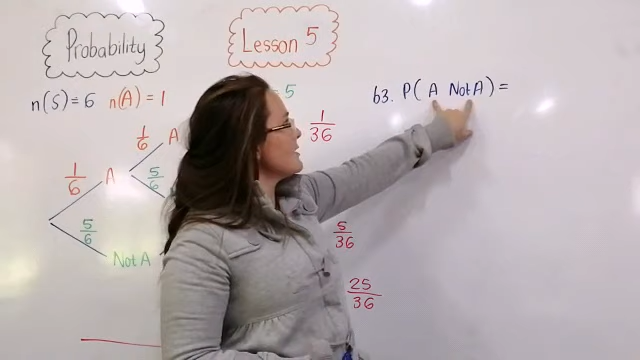 Probability
Lesson 5
n(S) = 6 n(A) = 1
= 5
b3. P( A Not A ) =
1/6 A
1/36
1/6 A
5/6
5/6
Not A
5/36
25/36